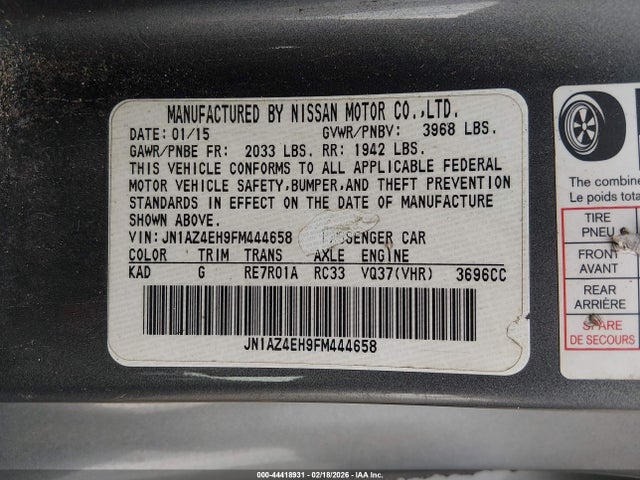 MANUFACTURED BY NISSAN MOTOR CO.,LTD.
DATE: 01/15 GVWR/PNBV: 3968 LBS.
GAWR/PNBE FR: 2033 LBS. RR: 1942 LBS.
THIS VEHICLE CONFORMS TO ALL APPLICABLE FEDERAL
MOTOR VEHICLE SAFETY,BUMPER,AND THEFT PREVENTION
STANDARDS IN EFFECT ON THE DATE OF MANUFACTURE
SHOWN ABOVE.
VIN: JN1AZ4EH9FM444658 CAR
COLOR TRIM TRANS AXLE ENGINE
KAD G RE7R01A RC33 VQ37(VHR) 3696CC
JN1AZ4EH9FM444658
The combine
Le poids total
TIRE
PNEU
FRONT
AVANT
REAR
ARRIÈRE
SPARE
DE SECOURS
000-44418931 - 02/18/2026 - IAA Inc.